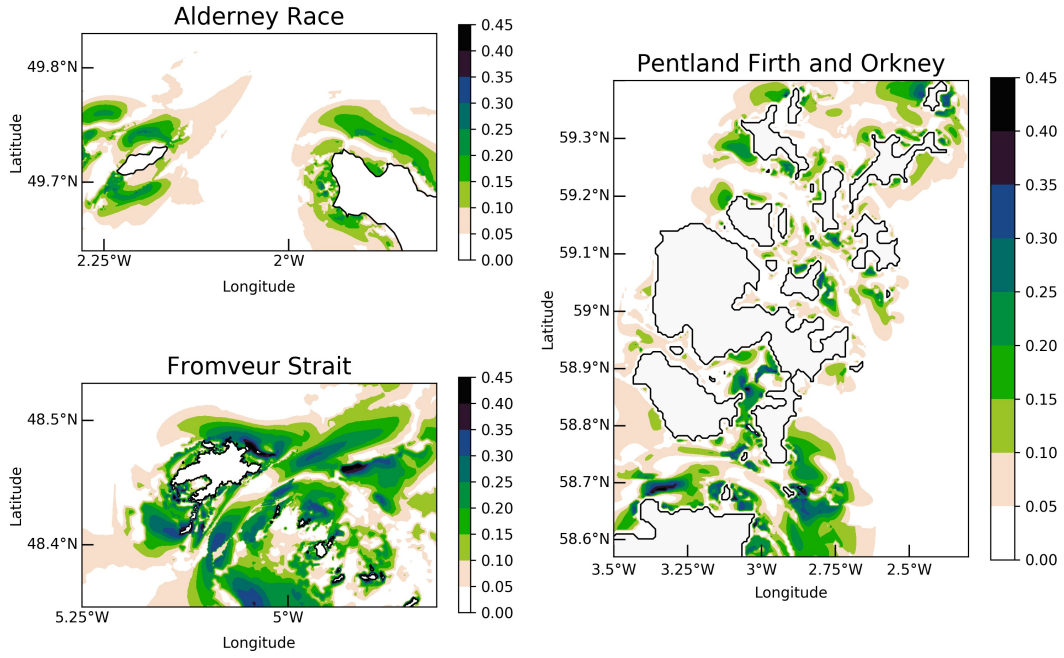 Alderney Race
Latitude
49.8°N
49.7°N
2.25°W
2°W
Longitude
0.45
0.40
0.35
0.30
0.25
0.20
0.15
0.10
0.05
0.00
Fromveur Strait
Latitude
48.5°N
48.4°N
5.25°W
5°W
Longitude
0.45
0.40
0.35
0.30
0.25
0.20
0.15
0.10
0.05
0.00
Pentland Firth and Orkney
Latitude
59.3°N
59.2°N
59.1°N
59°N
58.9°N
58.8°N
58.7°N
58.6°N
3.5°W
3.25°W
3°W
2.75°W
2.5°W
Longitude
0.45
0.40
0.35
0.30
0.25
0.20
0.15
0.10
0.05
0.00